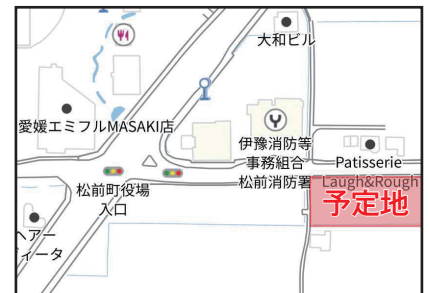 大和ビル
愛媛エミフルMASAKI店
伊豫消防等
事務組合
松前消防署
Patisserie
Laugh&Rough
松前町役場
入口
予定地
ヘアー
ィータ